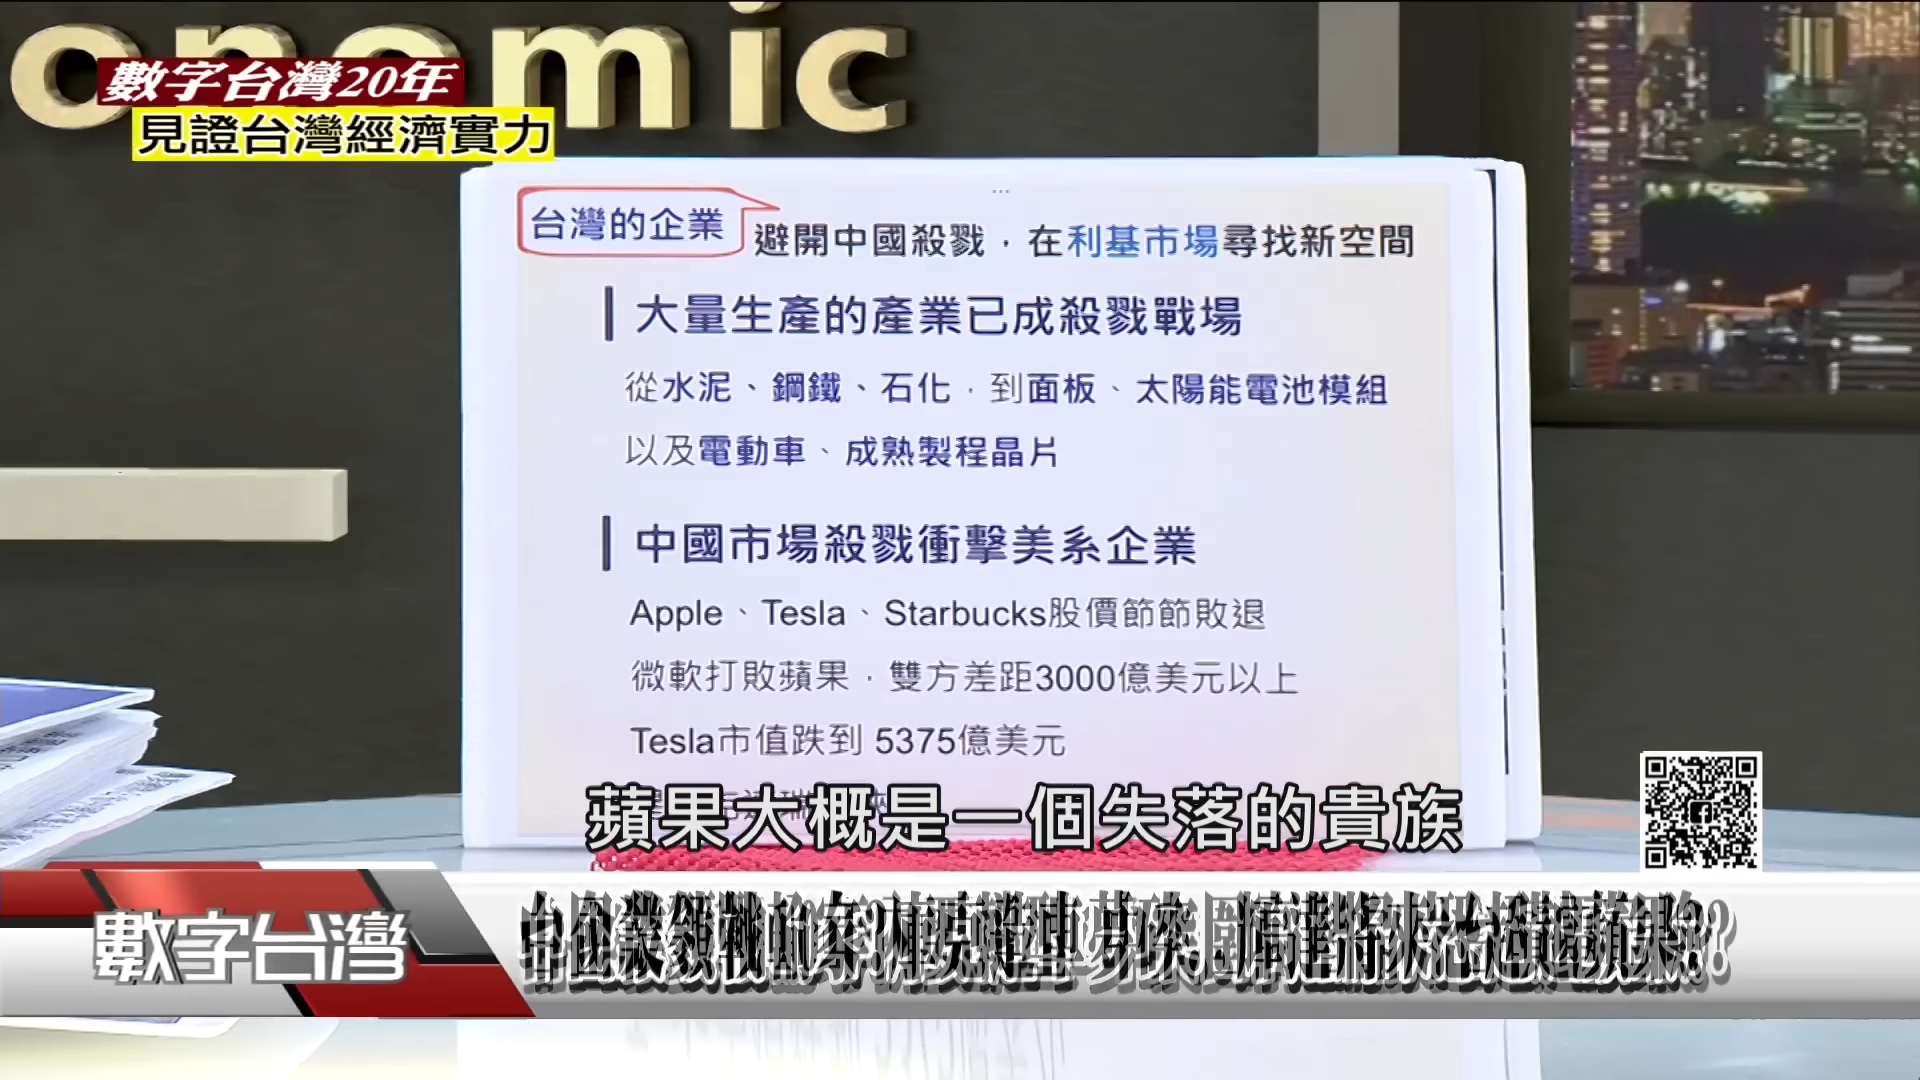 onomic
數字台灣20年
見證台灣經濟實力
台灣的企業
避開中國殺戮，在利基市場尋找新空間
大量生產的產業已成殺戮戰場
從水泥、鋼鐵、石化，到面板、太陽能電池模組
以及電動車、成熟製程晶片
中國市場殺戮衝擊美系企業
Apple、Tesla、Starbucks股價節節敗退
微軟打敗蘋果，雙方差距3000億美元以上
Tesla市值跌到 5375億美元
蘋果大概是一個失落的貴族
數字台灣